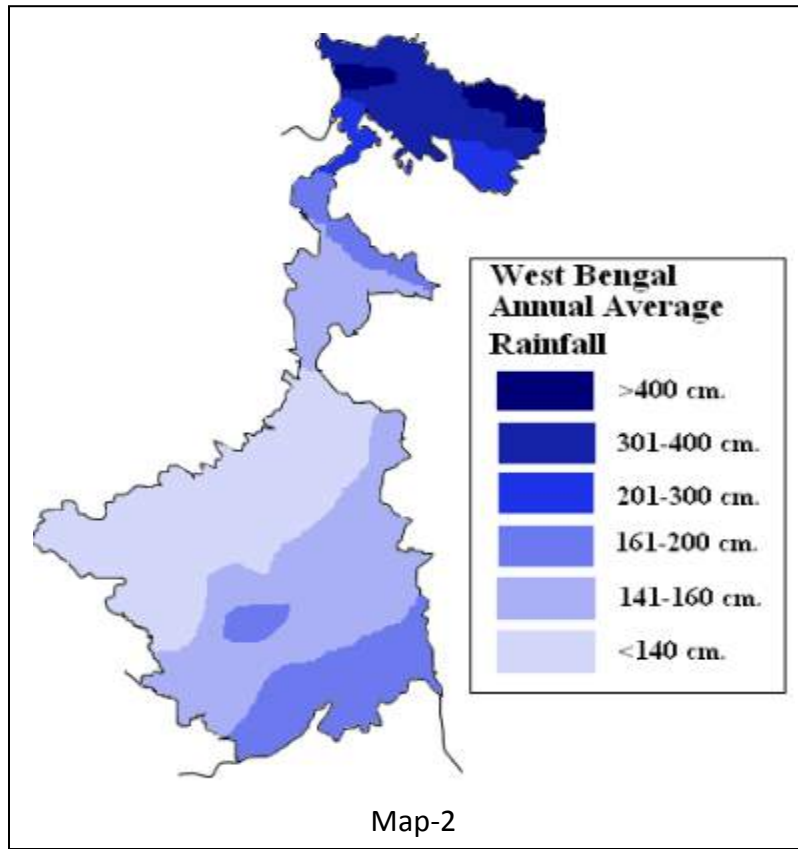 West Bengal
Annual Average
Rainfall
>400 cm.
301-400 cm.
201-300 cm.
161-200 cm.
141-160 cm.
<140 cm.
Map-2